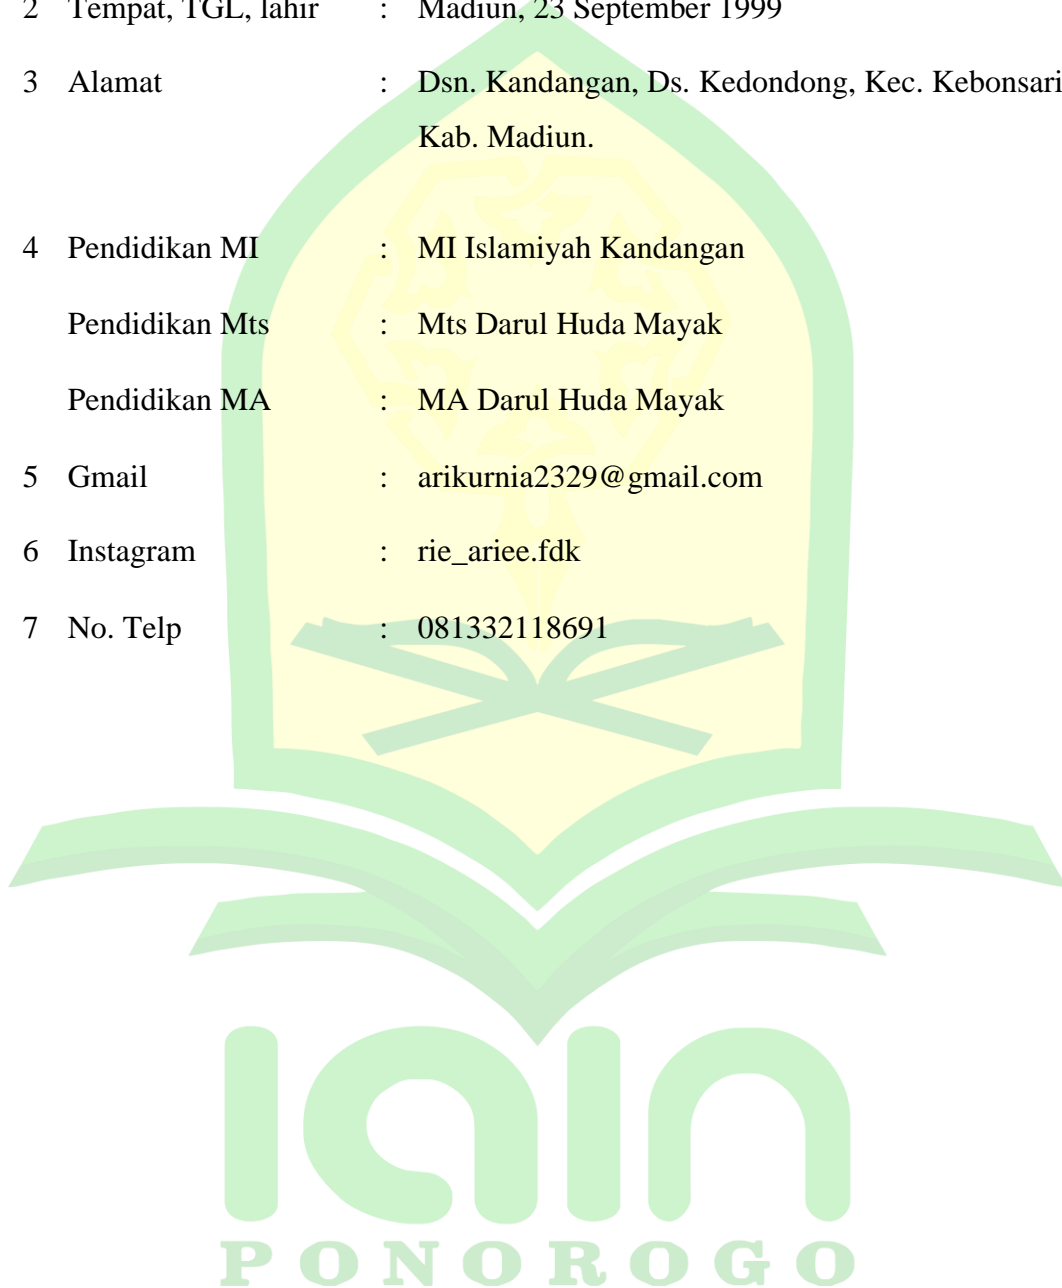 2 Tempat, TGL, lahir : Madiun, 23 September 1999
3 Alamat : Dsn. Kandangan, Ds. Kedondong, Kec. Kebonsari
Kab. Madiun.
4 Pendidikan MI : MI Islamiyah Kandangan
Pendidikan Mts : Mts Darul Huda Mayak
Pendidikan MA : MA Darul Huda Mayak
5 Gmail : arikurnia2329@gmail.com
6 Instagram : rie_ariee.fdk
7 No. Telp : 081332118691
iain
PONOROGO